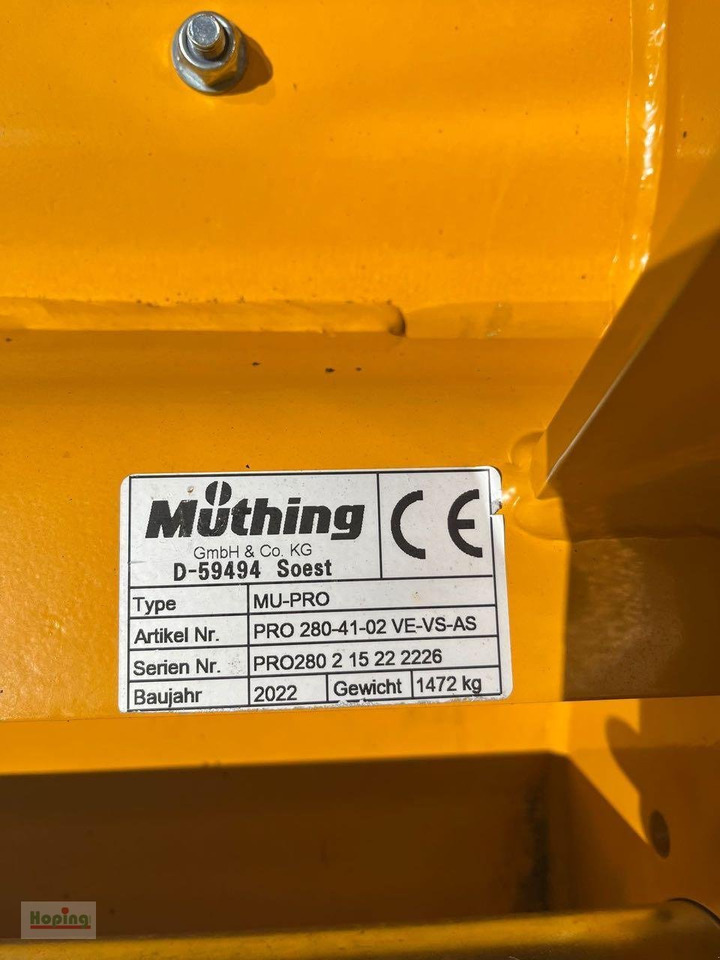 Müthing
GmbH & Co. KG
D-59494 Soest
CE
Type MU-PRO
Artikel Nr. PRO 280-41-02 VE-VS-AS
Serien Nr. PRO280 2 15 22 2226
Baujahr 2022 Gewicht 1472 kg
Hoping